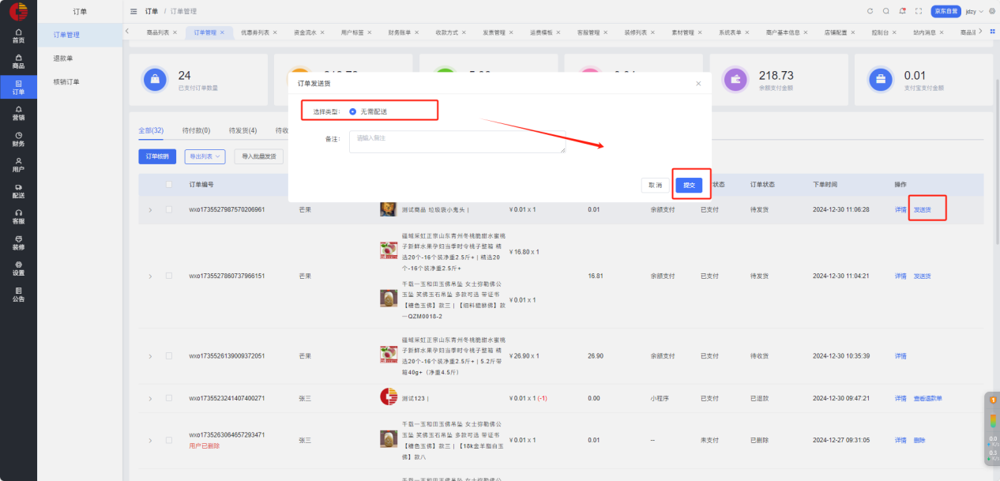 首页
商品
订单
营销
财务
用户
配送
客服
装修
设置
公告
订单
订单管理
退款单
核销订单
订单 / 订单管理
京东自营
jdzy
商品列表 ×
订单管理 ×
优惠券列表 ×
资金流水 ×
用户标签 ×
财务账单 ×
收款方式 ×
发票管理 ×
运费模板 ×
客服管理 ×
装修列表 ×
素材管理 ×
系统表单 ×
商户基本信息 ×
店铺配置 ×
控制台 ×
站内消息 ×
24
已支付订单数量
218.73
余额支付金额
0.01
支付宝支付金额
订单发送货
选择类型：
无需配送
备注：
请输入备注
取 消
提交
全部(32)
待付款(0)
待发货(4)
待收
订单核销
导出列表
导入批量发货
订单编号
状态
订单状态
下单时间
操作
wxo1735527987570206961
芒果
测试商品 垃圾袋小鬼头 |
¥ 0.01 x 1
0.01
余额支付
已支付
待发货
2024-12-30 11:06:28
详情
发送货
wxo1735527860737966151
芒果
疆域采虹正宗山东青州冬桃脆甜水蜜桃
子新鲜水果孕妇当季时令桃子整箱 精
选20个-16个装净重2.5斤+ | 精选20
个-16个装净重2.5斤+
¥ 16.80 x 1
千载一玉和田玉佛吊坠 女士弥勒佛公
玉坠 笑佛玉石吊坠 多款可选 带证书
【糖色玉佛】款三 | 【细料貔貅佛】款
一QZM0018-2
¥ 0.01 x 1
16.81
余额支付
已支付
待发货
2024-12-30 11:04:21
详情
发送货
wxo1735526139009372051
芒果
疆域采虹正宗山东青州冬桃脆甜水蜜桃
子新鲜水果孕妇当季时令桃子整箱 精
选20个-16个装净重2.5斤+ | 5.2斤带
箱40g+（净重4.5斤）
¥ 26.90 x 1
26.90
余额支付
已支付
待收货
2024-12-30 10:35:39
详情
wxo1735523241407400271
张三
测试123 |
¥ 0.01 x 1 (-1)
0.00
小程序
已支付
已退款
2024-12-30 09:47:21
详情
查看退款单
wxo1735263064657293471
用户已删除
张三
千载一玉和田玉佛吊坠 女士弥勒佛公
玉坠 笑佛玉石吊坠 多款可选 带证书
【糖色玉佛】款三 | 【18k金羊脂白玉
佛】款八
¥ 0.01 x 1
0.01
--
未支付
已删除
2024-12-27 09:31:05
详情
删除
千载一玉和田玉佛吊坠 女士弥勒佛公